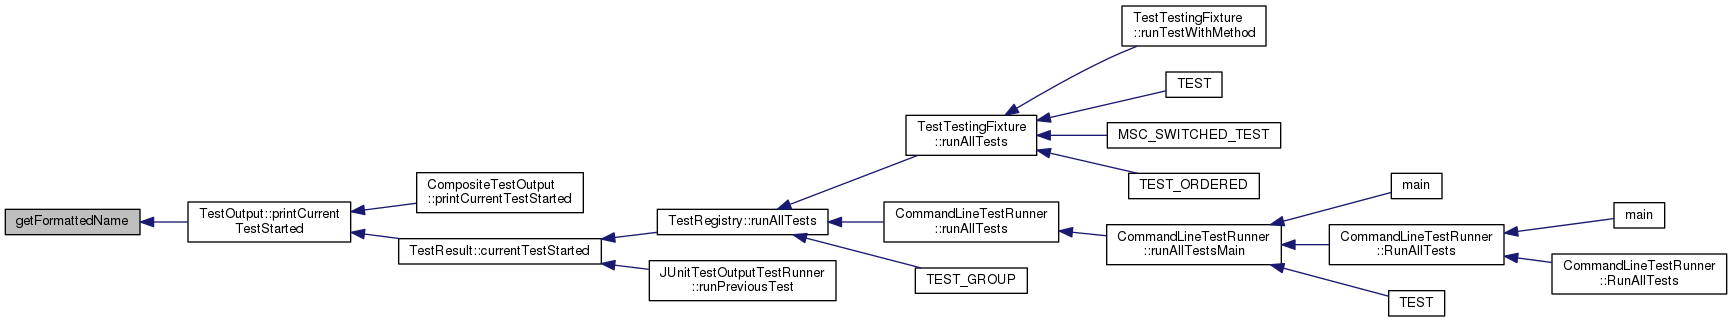 getFormattedName
TestOutput::printCurrent
TestStarted
CompositeTestOutput
::printCurrentTestStarted
TestResult::currentTestStarted
TestRegistry::runAllTests
JUnitTestOutputTestRunner
::runPreviousTest
TestTestingFixture
::runAllTests
CommandLineTestRunner
::runAllTests
TEST_GROUP
TestTestingFixture
::runTestWithMethod
TEST
MSC_SWITCHED_TEST
TEST_ORDERED
CommandLineTestRunner
::runAllTestsMain
main
CommandLineTestRunner
::RunAllTests
TEST
main
CommandLineTestRunner
::RunAllTests